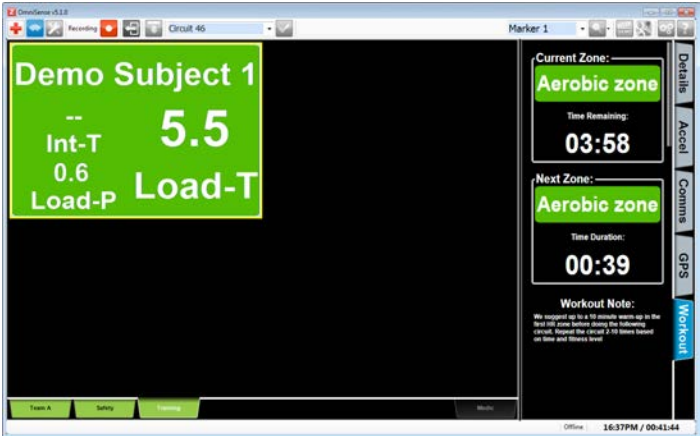 OmniSense v5.1.0
Recording
Circuit 46
Marker 1
Demo Subject 1
--
Int-T
0.6
Load-P
5.5
Load-T
Current Zone:
Aerobic zone
Time Remaining:
03:58
Next Zone:
Aerobic zone
Time Duration:
00:39
Workout Note:
We suggest up to a 10 minute warm-up in the
first HR zone before doing the following
circuit. Repeat the circuit 2-10 times based
on time and fitness level
Details
Accel
Comms
GPS
Workout
Team A
Safety
Training
Medic
Offline
16:37PM / 00:41:44